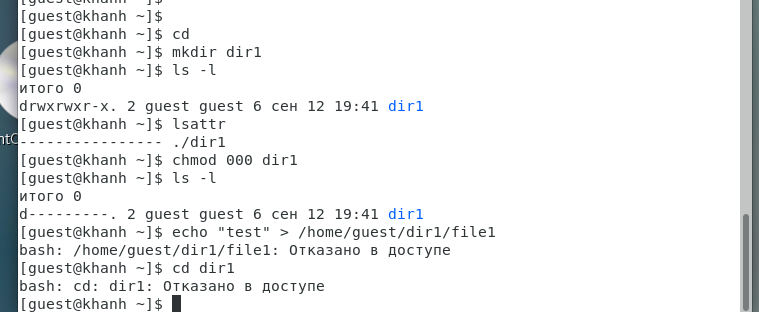 [guest@khanh ~]$
[guest@khanh ~]$ cd
[guest@khanh ~]$ mkdir dir1
[guest@khanh ~]$ ls -l
итого 0
drwxrwxr-x. 2 guest guest 6 сен 12 19:41 dir1
[guest@khanh ~]$ lsattr
---------------- ./dir1
[guest@khanh ~]$ chmod 000 dir1
[guest@khanh ~]$ ls -l
итого 0
d---------. 2 guest guest 6 сен 12 19:41 dir1
[guest@khanh ~]$ echo "test" > /home/guest/dir1/file1
bash: /home/guest/dir1/file1: Отказано в доступе
[guest@khanh ~]$ cd dir1
bash: cd: dir1: Отказано в доступе
[guest@khanh ~]$